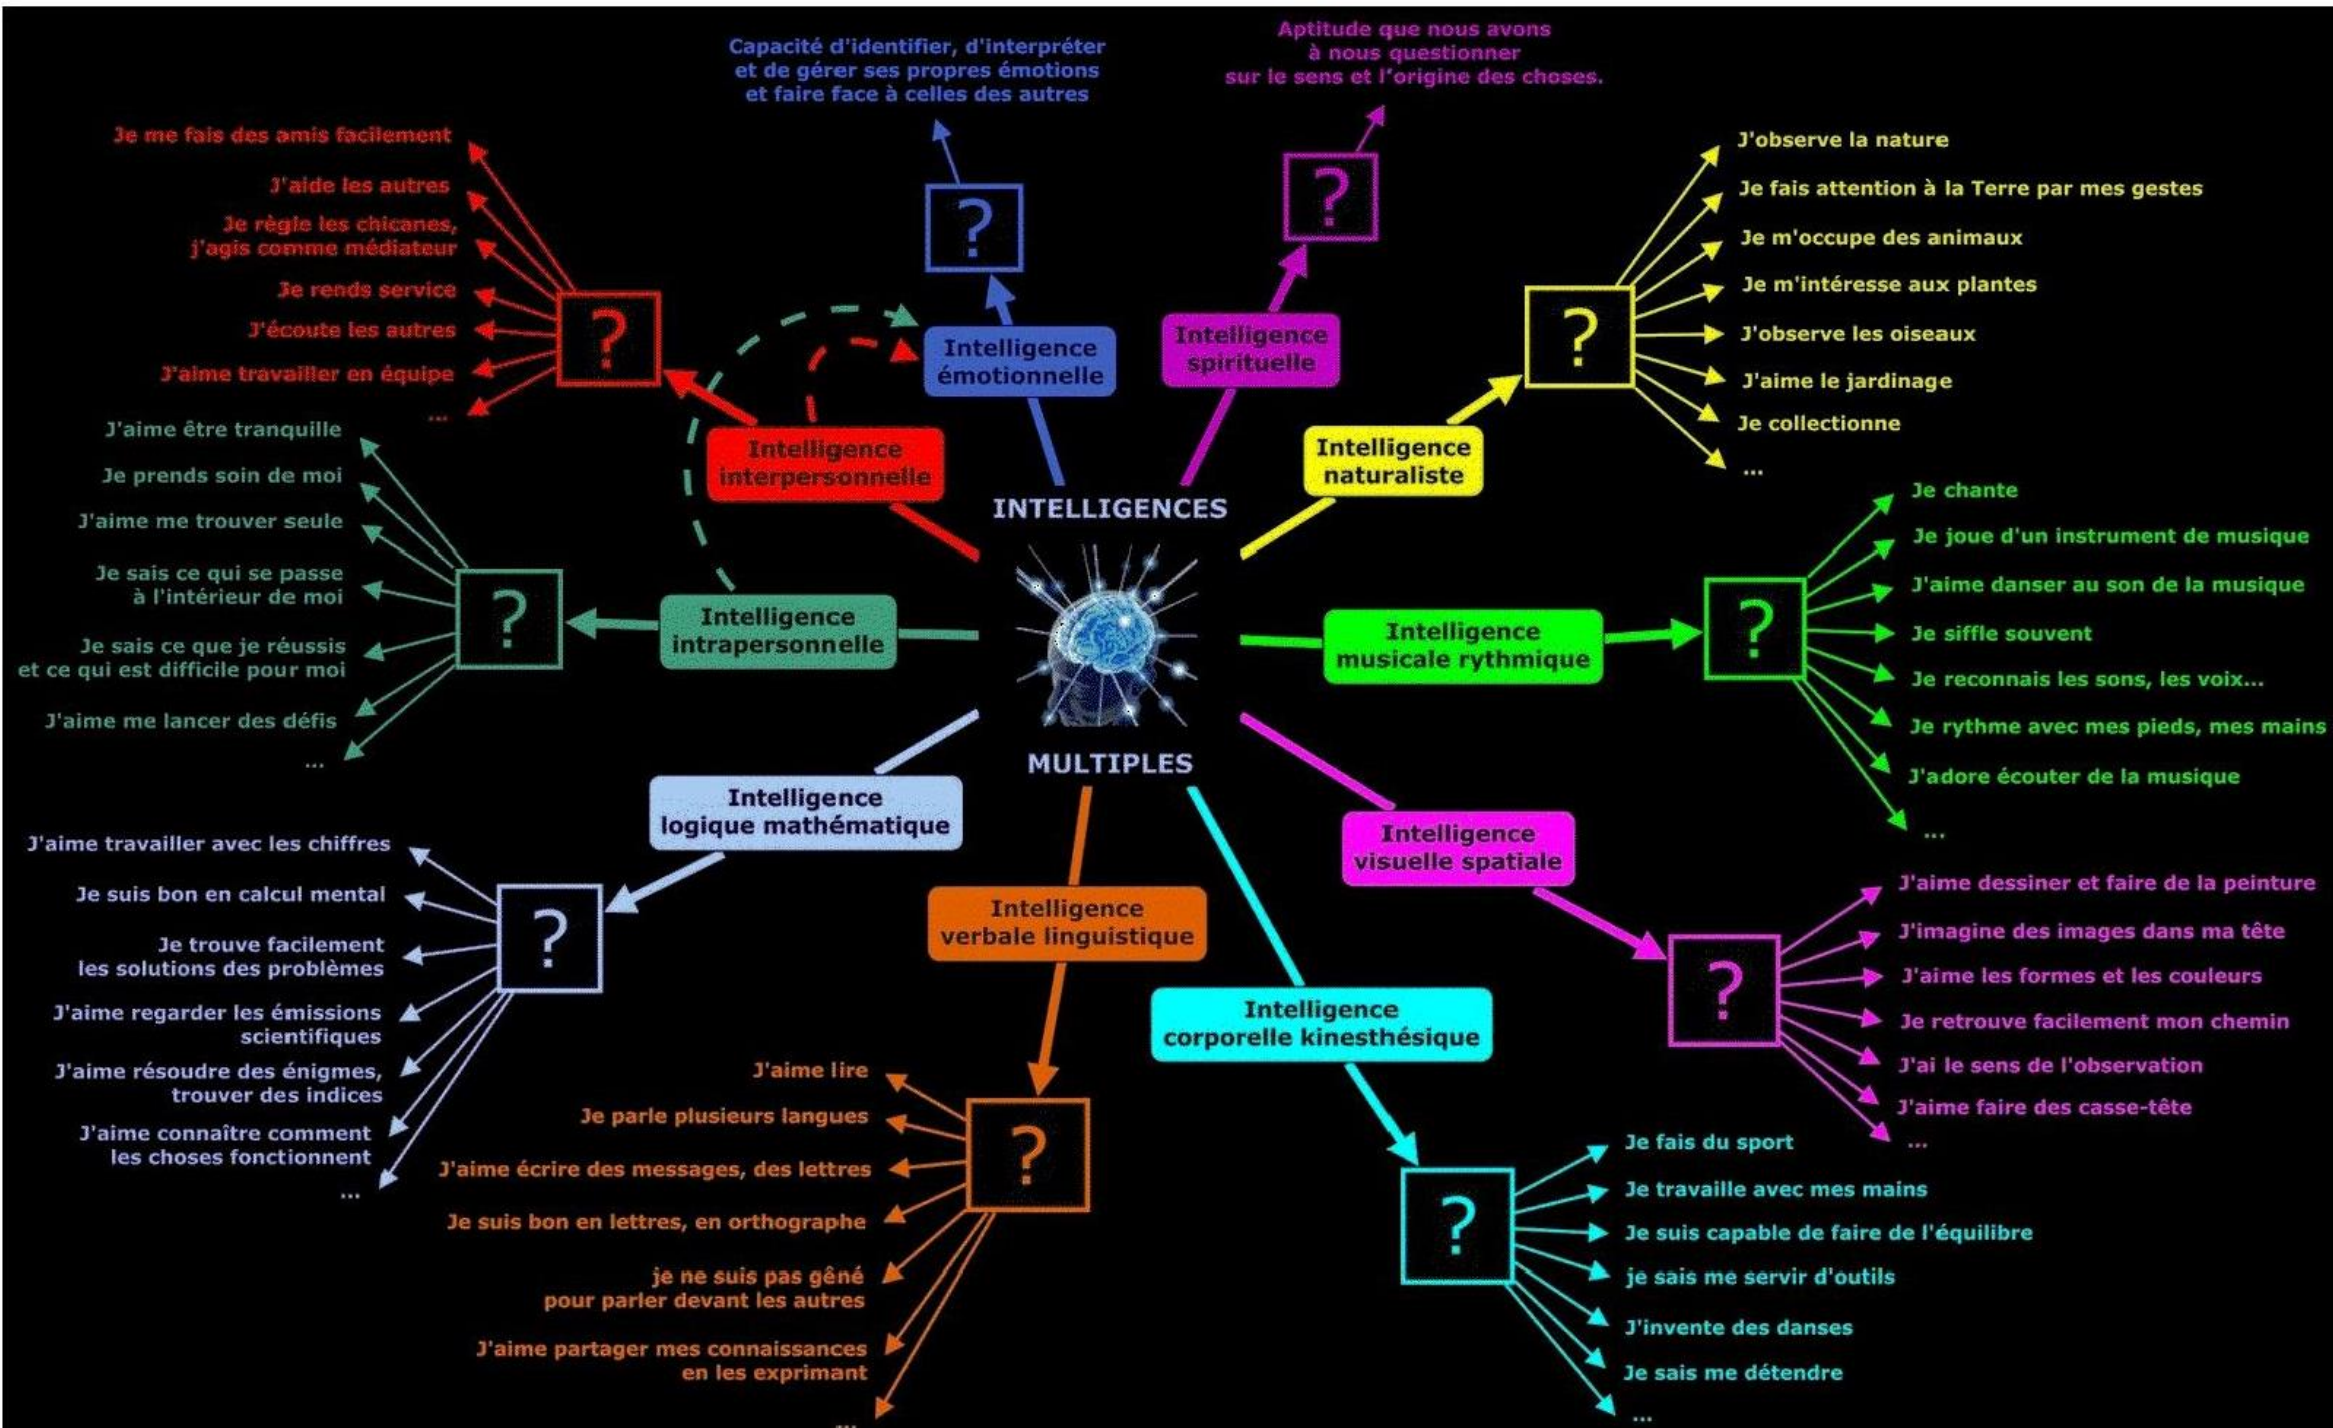 Capacité d'identifier, d'interpréter
et de gérer ses propres émotions
et faire face à celles des autres
?
Intelligence
émotionnelle
Aptitude que nous avons
à nous questionner
sur le sens et l'origine des choses.
?
Intelligence
spirituelle
Je me fais des amis facilement
J'aide les autres
Je règle les chicanes,
j'agis comme médiateur
Je rends service
J'écoute les autres
J'aime travailler en équipe
...
?
Intelligence
interpersonnelle
J'observe la nature
Je fais attention à la Terre par mes gestes
Je m'occupe des animaux
Je m'intéresse aux plantes
J'observe les oiseaux
J'aime le jardinage
Je collectionne
...
?
Intelligence
naturaliste
INTELLIGENCES
MULTIPLES
J'aime être tranquille
Je prends soin de moi
J'aime me trouver seule
Je sais ce qui se passe
à l'intérieur de moi
Je sais ce que je réussis
et ce qui est difficile pour moi
J'aime me lancer des défis
...
?
Intelligence
intrapersonnelle
Intelligence
musicale rythmique
?
Je chante
Je joue d'un instrument de musique
J'aime danser au son de la musique
Je siffle souvent
Je reconnais les sons, les voix...
Je rythme avec mes pieds, mes mains
J'adore écouter de la musique
...
Intelligence
logique mathématique
?
J'aime travailler avec les chiffres
Je suis bon en calcul mental
Je trouve facilement
les solutions des problèmes
J'aime regarder les émissions
scientifiques
J'aime résoudre des énigmes,
trouver des indices
J'aime connaître comment
les choses fonctionnent
...
Intelligence
visuelle spatiale
?
J'aime dessiner et faire de la peinture
J'imagine des images dans ma tête
J'aime les formes et les couleurs
Je retrouve facilement mon chemin
J'ai le sens de l'observation
J'aime faire des casse-tête
...
Intelligence
verbale linguistique
?
J'aime lire
Je parle plusieurs langues
J'aime écrire des messages, des lettres
Je suis bon en lettres, en orthographe
je ne suis pas gêné
pour parler devant les autres
J'aime partager mes connaissances
en les exprimant
...
Intelligence
corporelle kinesthésique
?
Je fais du sport
Je travaille avec mes mains
Je suis capable de faire de l'équilibre
je sais me servir d'outils
J'invente des danses
Je sais me détendre
...